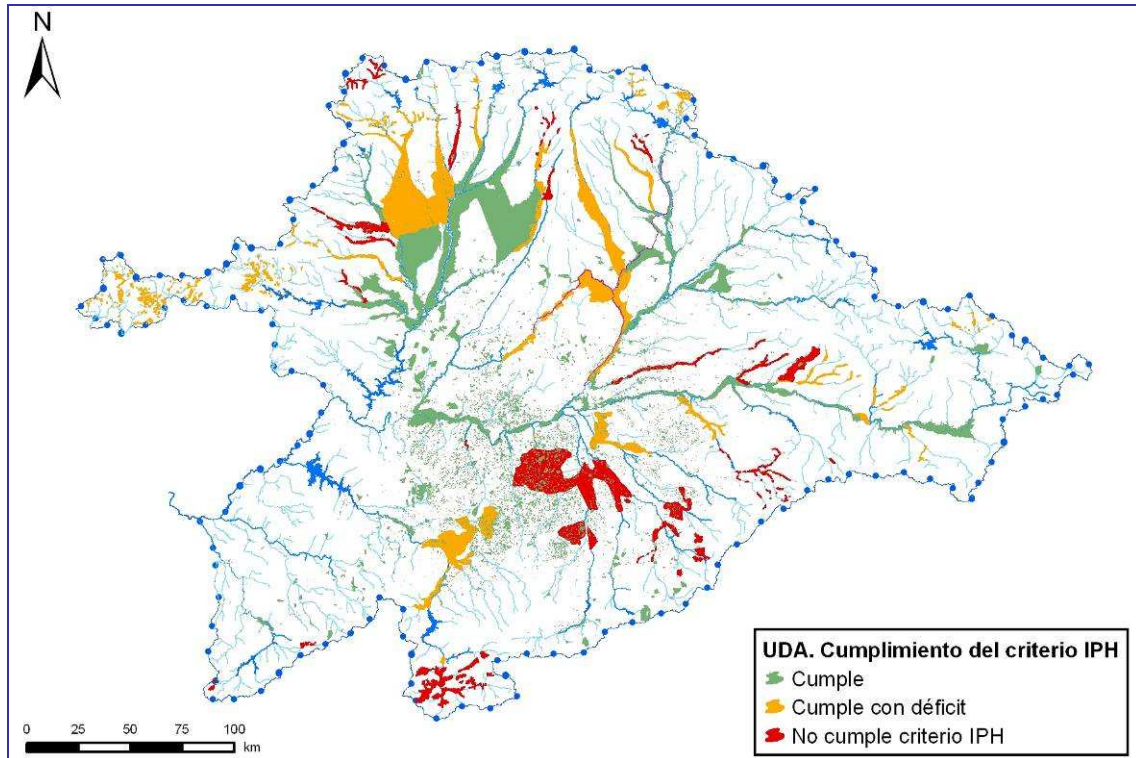 N
UDA. Cumplimiento del criterio IPH
Cumple
Cumple con déficit
No cumple criterio IPH
0 25 50 75 100
km